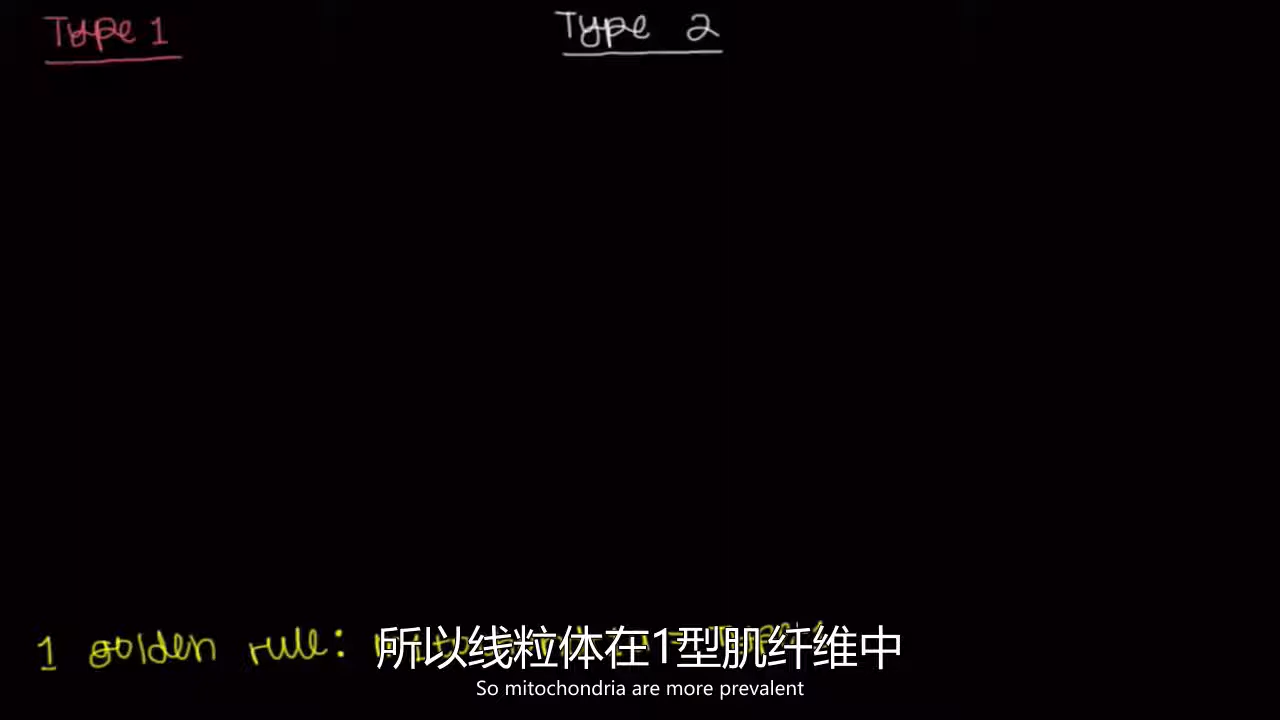 Type 1
Type 2
1 golden rule:
所以线粒体在1型肌纤维中
So mitochondria are more prevalent